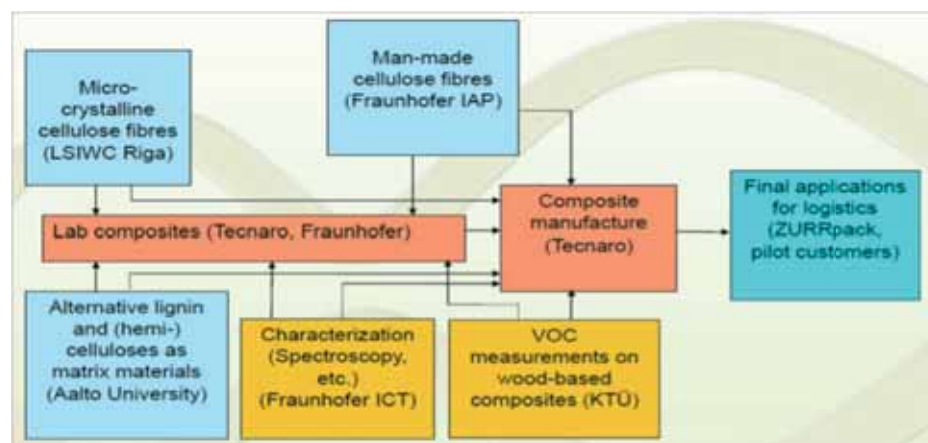 Micro-
crystalline
cellulose fibres
(LSIWC Riga)
Man-made
cellulose fibres
(Fraunhofer IAP)
Lab composites (Tecnaro, Fraunhofer)
Composite
manufacture
(Tecnaro)
Final applications
for logistics
(ZURRpack,
pilot customers)
Alternative lignin
and (hemi-)
celluloses as
matrix materials
(Aalto University)
Characterization
(Spectroscopy,
etc.)
(Fraunhofer ICT)
VOC
measurements on
wood-based
composites (KTÜ)